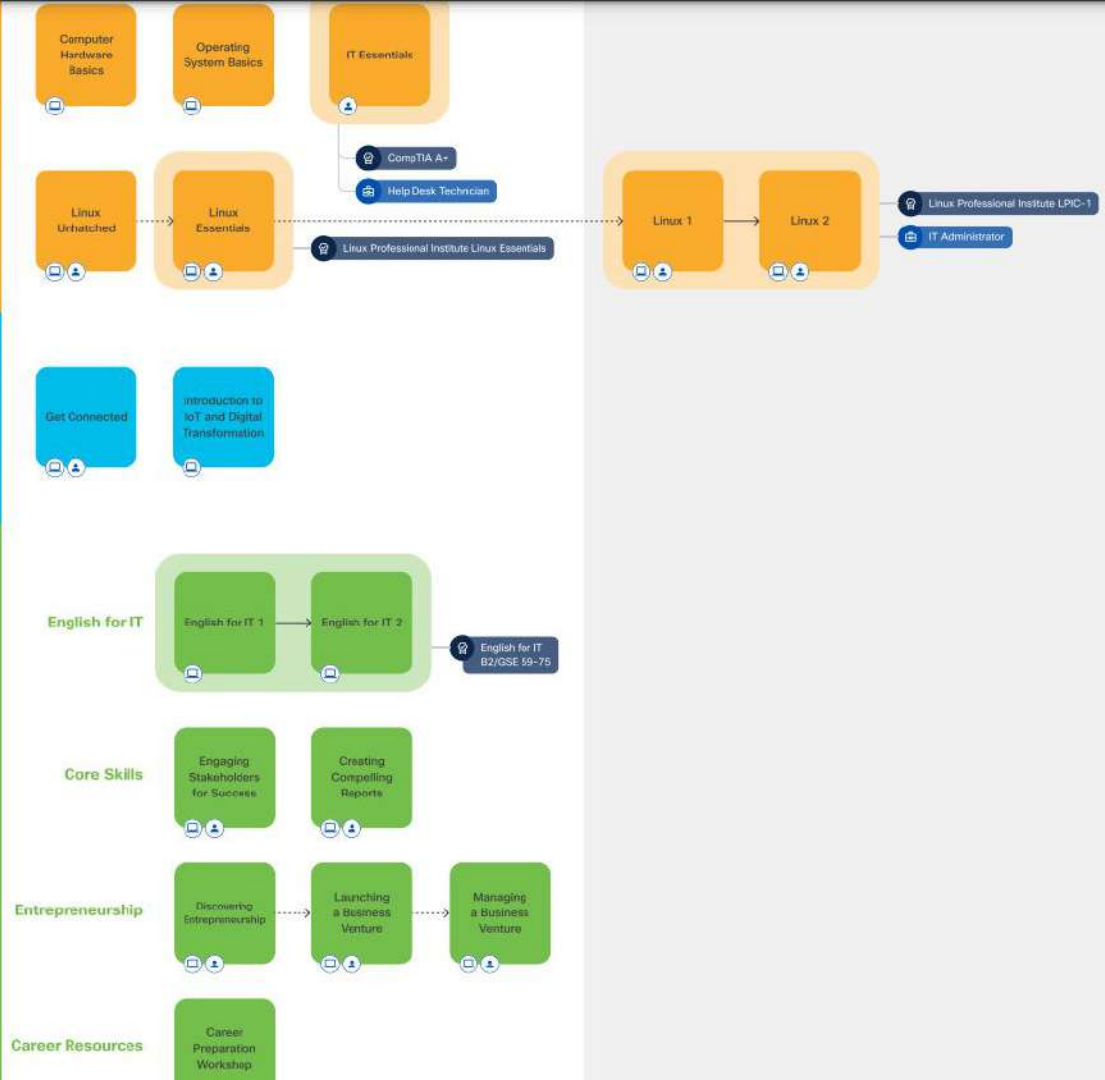 Computer
Hardware
Basics
Operating
System Basics
IT Essentials
CompTIA A+
Help Desk Technician
Linux
Unhatched
Linux
Essentials
Linux Professional Institute Linux Essentials
Linux 1
Linux 2
Linux Professional Institute LPIC-1
IT Administrator
Get Connected
Introduction to
IoT and Digital
Transformation
English for IT
English for IT 1
English for IT 2
English for IT
B2/GSE 59-75
Core Skills
Engaging
Stakeholders
for Success
Creating
Compelling
Reports
Entrepreneurship
Discovering
Entrepreneurship
Launching
a Business
Venture
Managing
a Business
Venture
Career Resources
Career
Preparation
Workshop